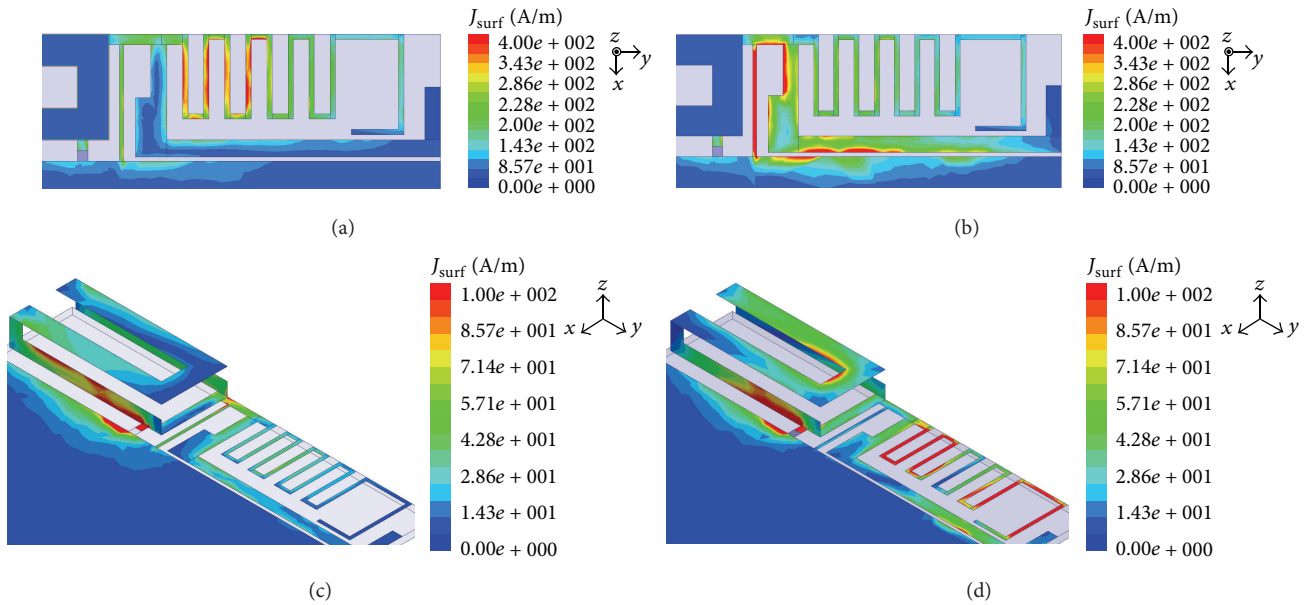 J_surf (A/m)
4.00e + 002
3.43e + 002
2.86e + 002
2.28e + 002
2.00e + 002
1.43e + 002
8.57e + 001
0.00e + 000
z
y
x
(a)
J_surf (A/m)
4.00e + 002
3.43e + 002
2.86e + 002
2.28e + 002
2.00e + 002
1.43e + 002
8.57e + 001
0.00e + 000
z
y
x
(b)
J_surf (A/m)
1.00e + 002
8.57e + 001
7.14e + 001
5.71e + 001
4.28e + 001
2.86e + 001
1.43e + 001
0.00e + 000
z
x y
(c)
J_surf (A/m)
1.00e + 002
8.57e + 001
7.14e + 001
5.71e + 001
4.28e + 001
2.86e + 001
1.43e + 001
0.00e + 000
z
x y
(d)